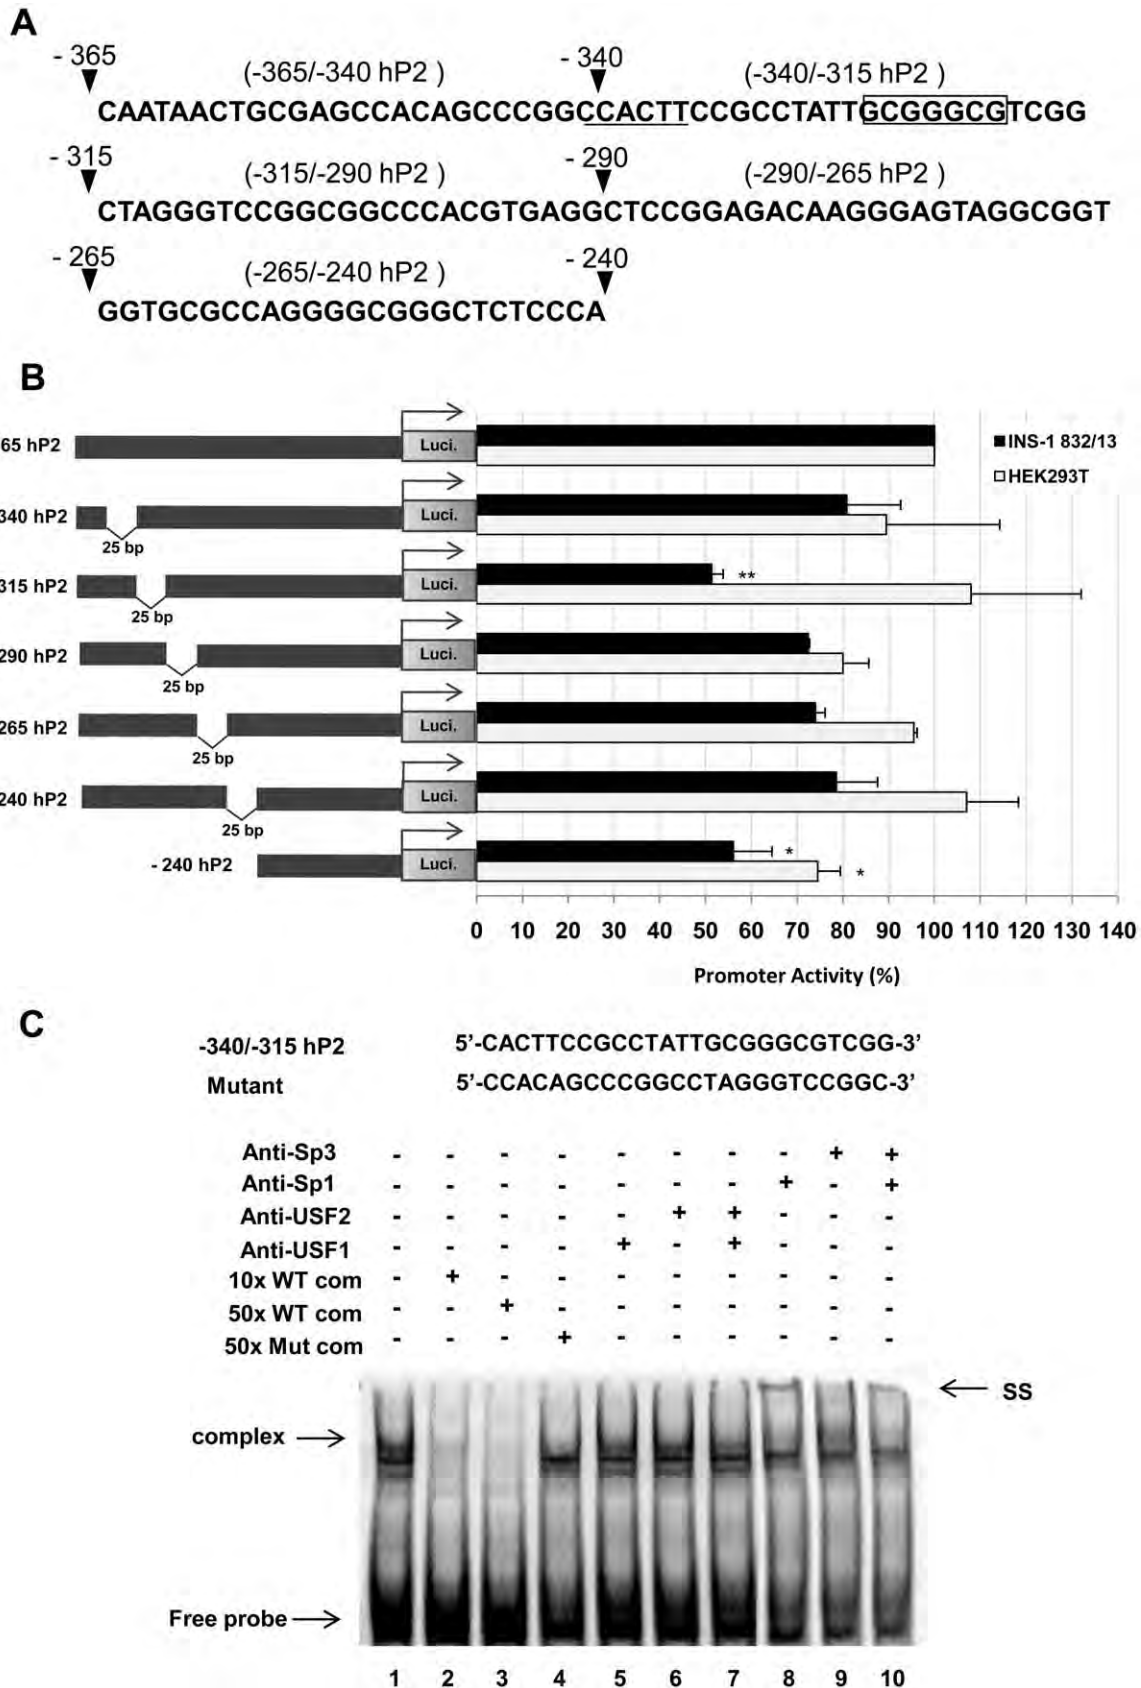 A
- 365 - 340
(-365/-340 hP2 ) (-340/-315 hP2 )
CAATAACTGCGAGCCACAGCCCGGCCACTTCCGCCTATTGCGGGCGTCGG
- 315 - 290
(-315/-290 hP2 ) (-290/-265 hP2 )
CTAGGGTCCGGCGGCCCACGTGAGGCTCCGGAGACAAGGGAGTAGGCGGT
- 265 - 240
(-265/-240 hP2 )
GGTGCGCCAGGGGCGGGCTCTCCCA
B
65 hP2 Luci.
340 hP2 25 bp Luci.
315 hP2 25 bp Luci. **
290 hP2 25 bp Luci.
265 hP2 25 bp Luci.
240 hP2 25 bp Luci.
- 240 hP2 Luci. * *
INS-1 832/13
HEK293T
0 10 20 30 40 50 60 70 80 90 100 110 120 130 140
Promoter Activity (%)
C
-340/-315 hP2 5'-CACTTCCGCCTATTGCGGGCGTCGG-3'
Mutant 5'-CCACAGCCCGGCCTAGGGTCCGGC-3'
Anti-Sp3 - - - - - - - - + +
Anti-Sp1 - - - - - - - + - +
Anti-USF2 - - - - - + + - - -
Anti-USF1 - - - - + - + - - -
10x WT com - + - - - - - - - -
50x WT com - - + - - - - - - -
50x Mut com - - - + - - - - - -
SS
complex
Free probe
1 2 3 4 5 6 7 8 9 10